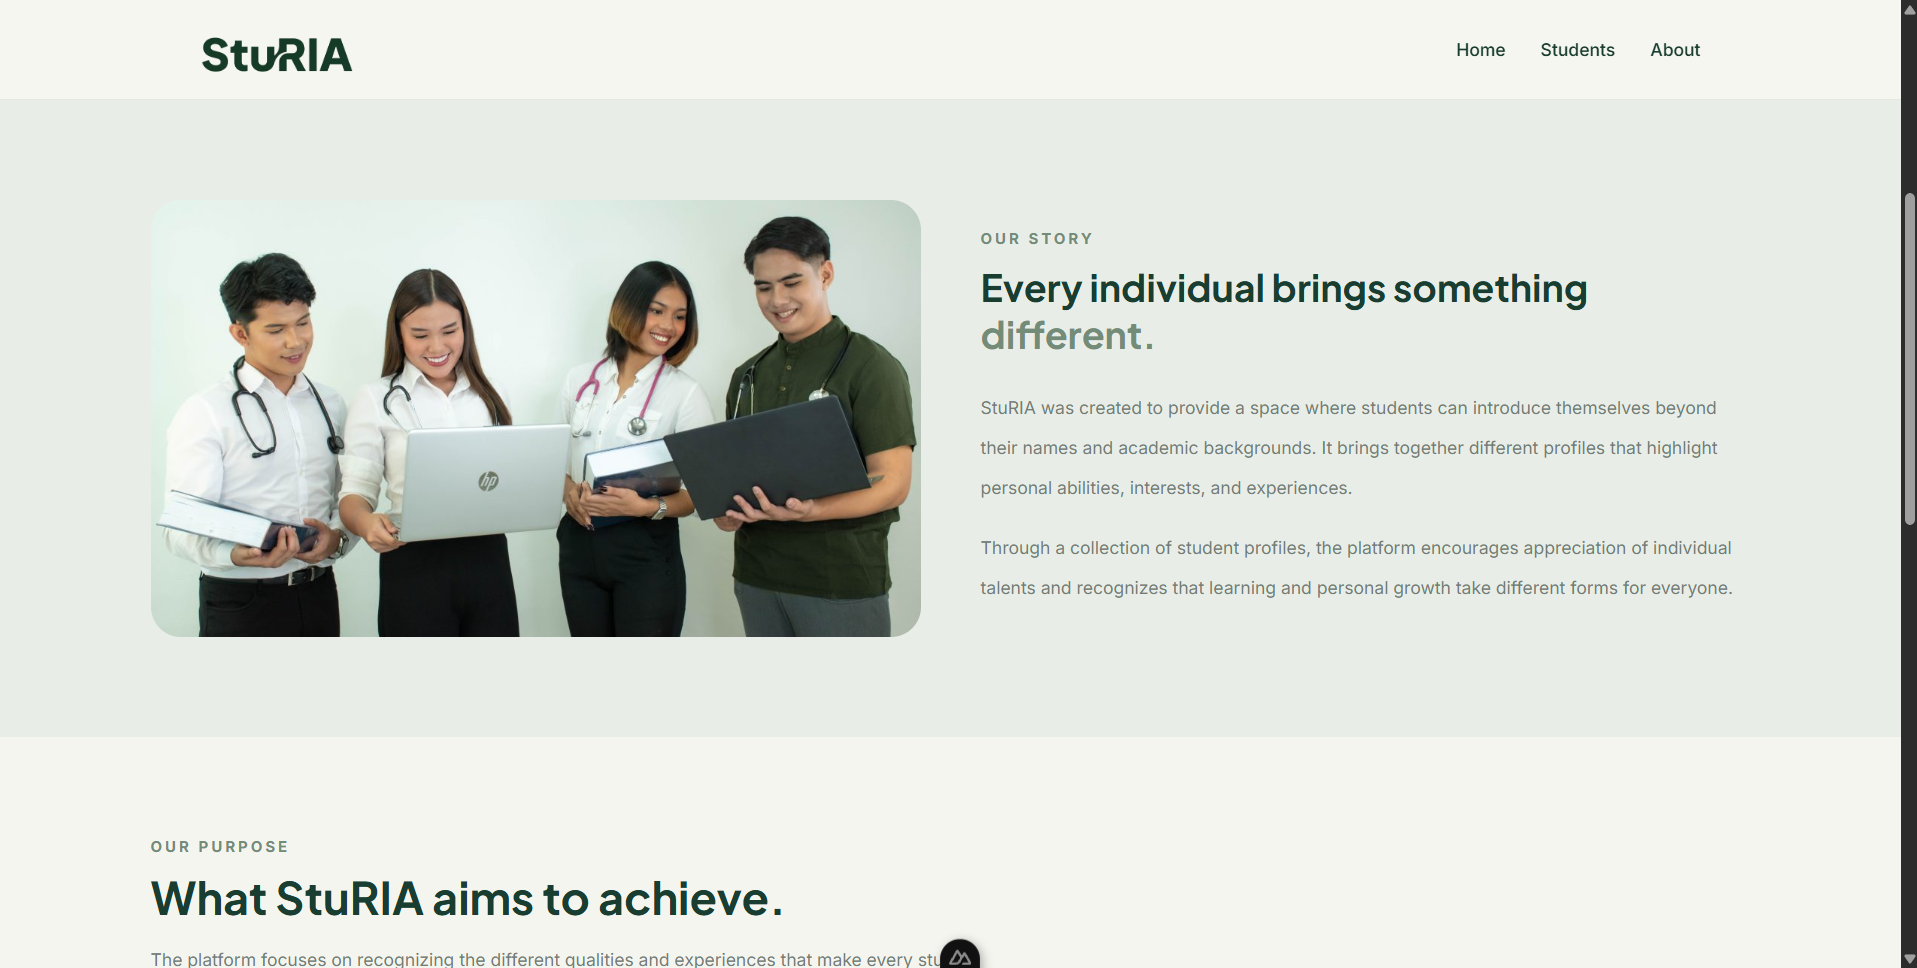 StuRIA
Home Students About
OUR STORY
Every individual brings something
different.
StuRIA was created to provide a space where students can introduce themselves beyond
their names and academic backgrounds. It brings together different profiles that highlight
personal abilities, interests, and experiences.
Through a collection of student profiles, the platform encourages appreciation of individual
talents and recognizes that learning and personal growth take different forms for everyone.
hp
OUR PURPOSE
What StuRIA aims to achieve.
The platform focuses on recognizing the different qualities and experiences that make every